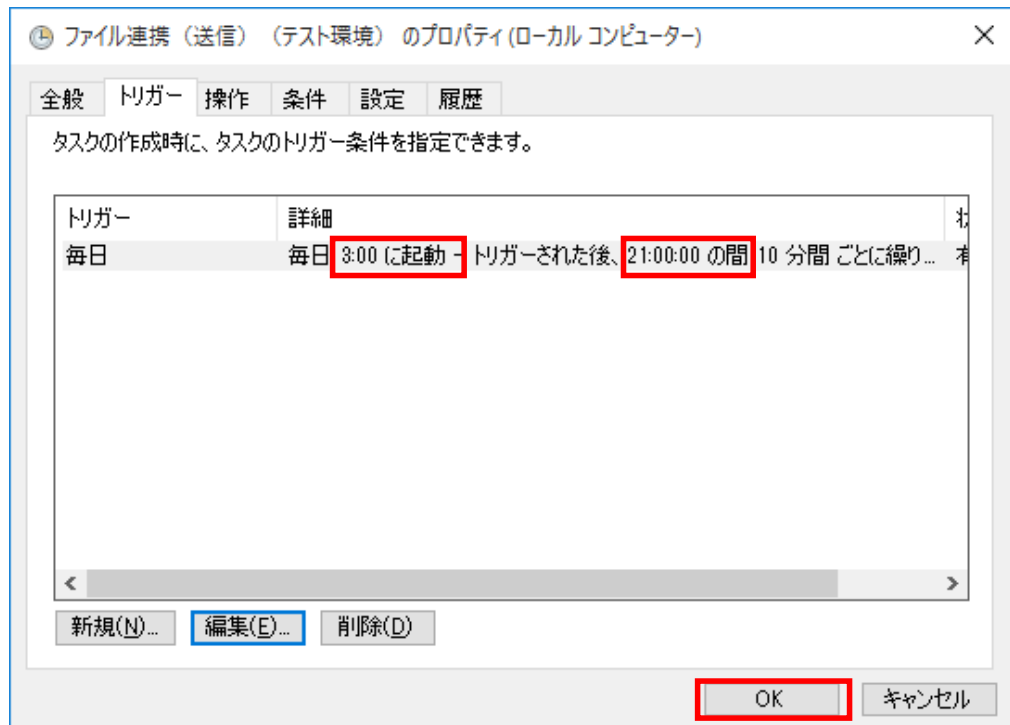 ファイル連携（送信）（テスト環境） のプロパティ(ローカル コンピューター)
全般 トリガー 操作 条件 設定 履歴
タスクの作成時に、タスクのトリガー条件を指定できます。
トリガー 詳細
毎日 毎日 3:00 に起動 - トリガーされた後、21:00:00 の間 10 分間 ごとに繰り... 有
新規(N)... 編集(E)... 削除(D)
OK キャンセル